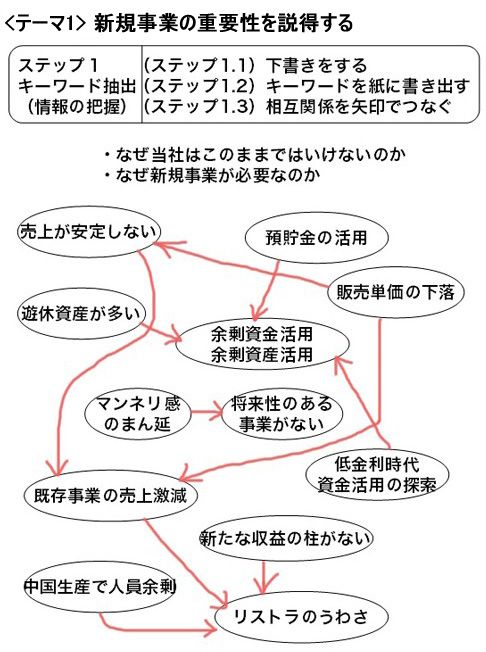 <テーマ1> 新規事業の重要性を説得する
ステップ1
キーワード抽出
(情報の把握)
(ステップ1.1) 下書きをする
(ステップ1.2) キーワードを紙に書き出す
(ステップ1.3) 相互関係を矢印でつなぐ
・なぜ当社はこのままではいけないのか
・なぜ新規事業が必要なのか
売上が安定しない
預貯金の活用
販売単価の下落
遊休資産が多い
余剰資金活用
余剰資産活用
マンネリ感
のまん延
将来性のある
事業がない
低金利時代
資金活用の探索
既存事業の売上激減
新たな収益の柱がない
中国生産で人員余剰
リストラのうわさ